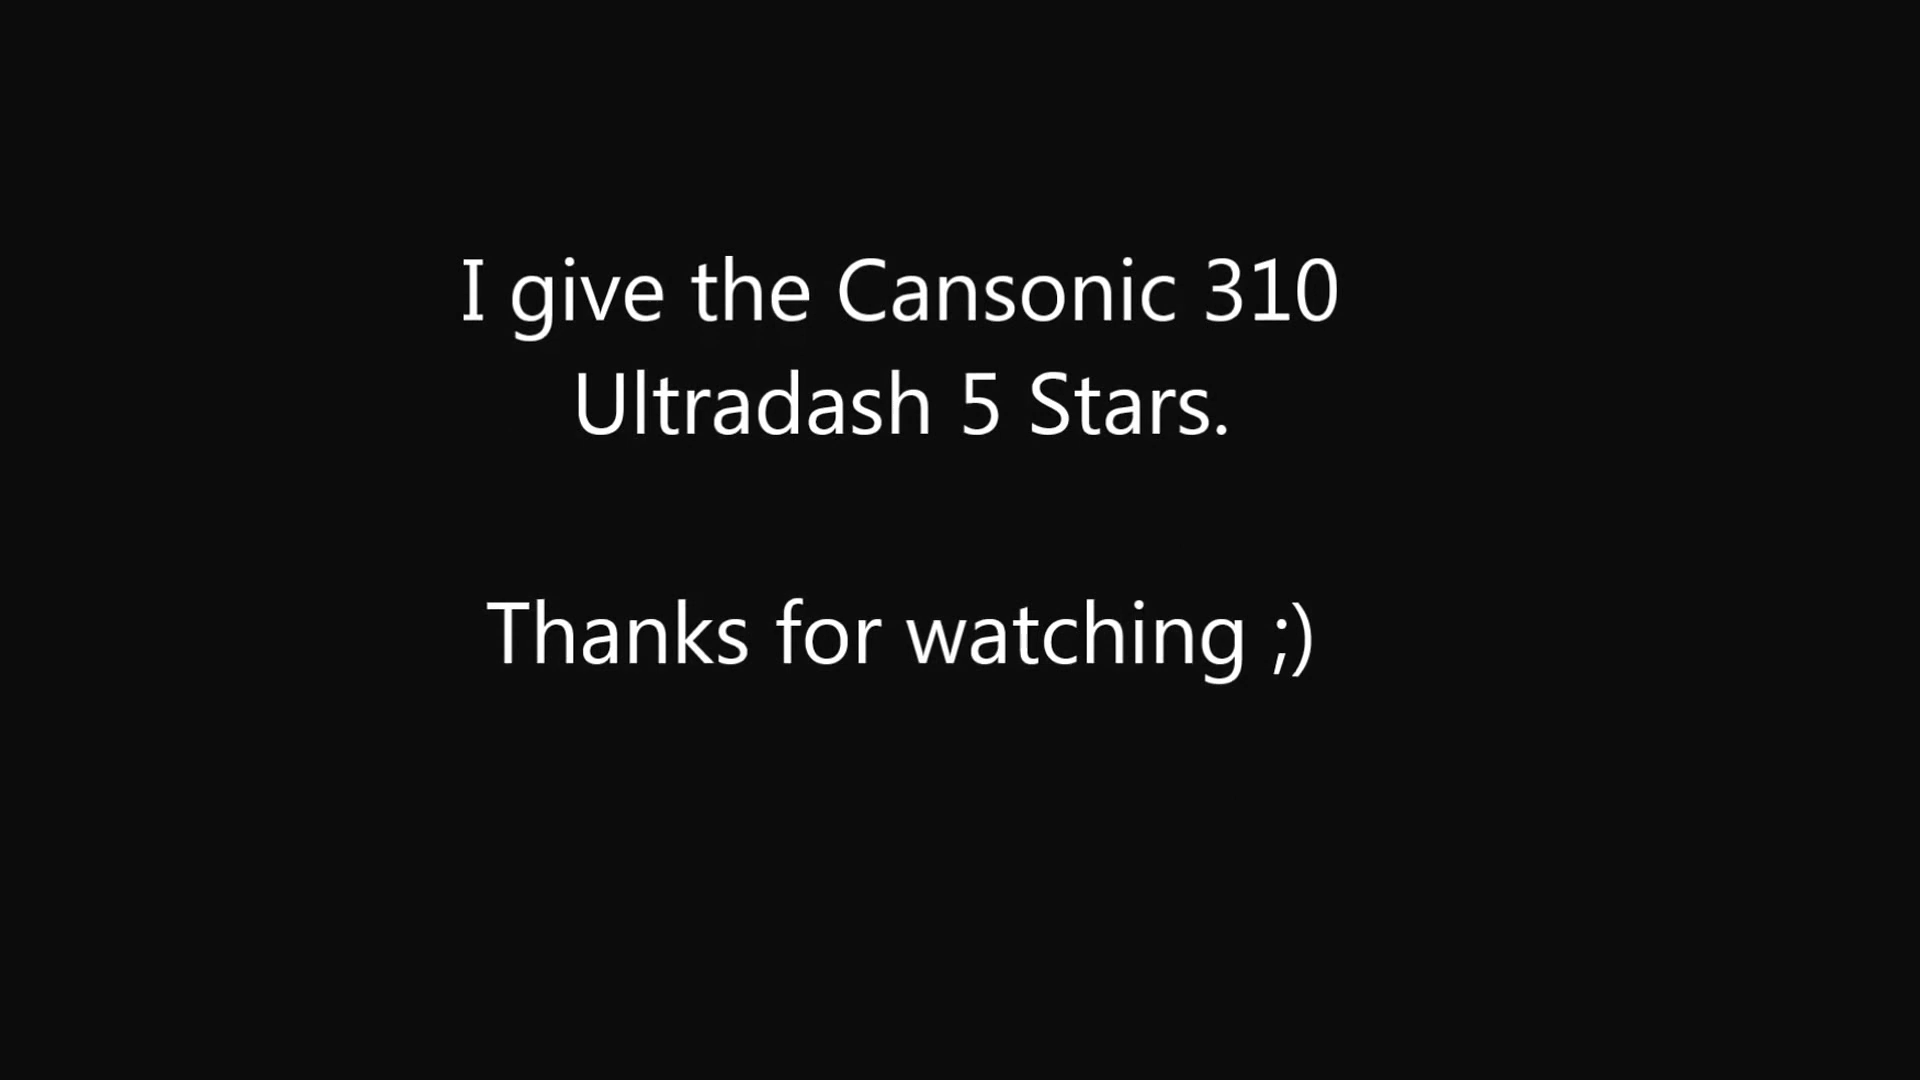 I give the Cansonic 310
Ultradash 5 Stars.
Thanks for watching ;)